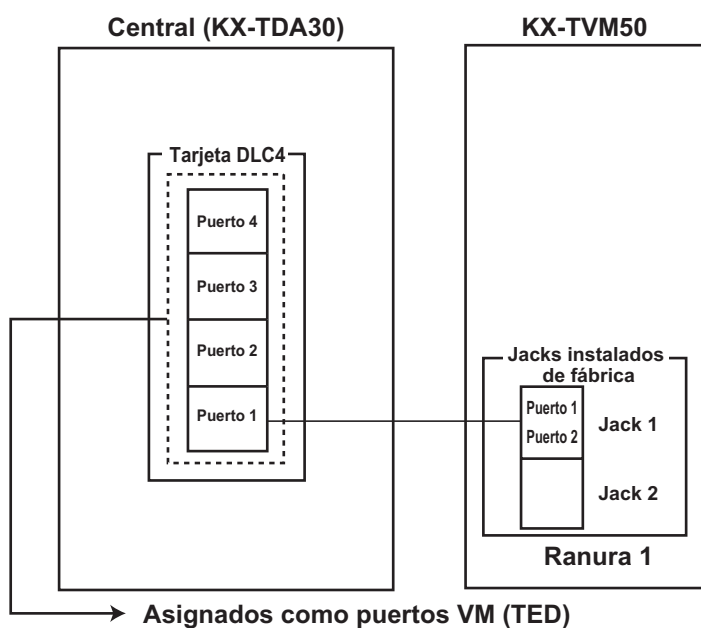 Central (KX-TDA30)
KX-TVM50
Tarjeta DLC4
Puerto 4
Puerto 3
Puerto 2
Puerto 1
Jacks instalados
de fábrica
Puerto 1
Puerto 2
Jack 1
Jack 2
Ranura 1
Asignados como puertos VM (TED)